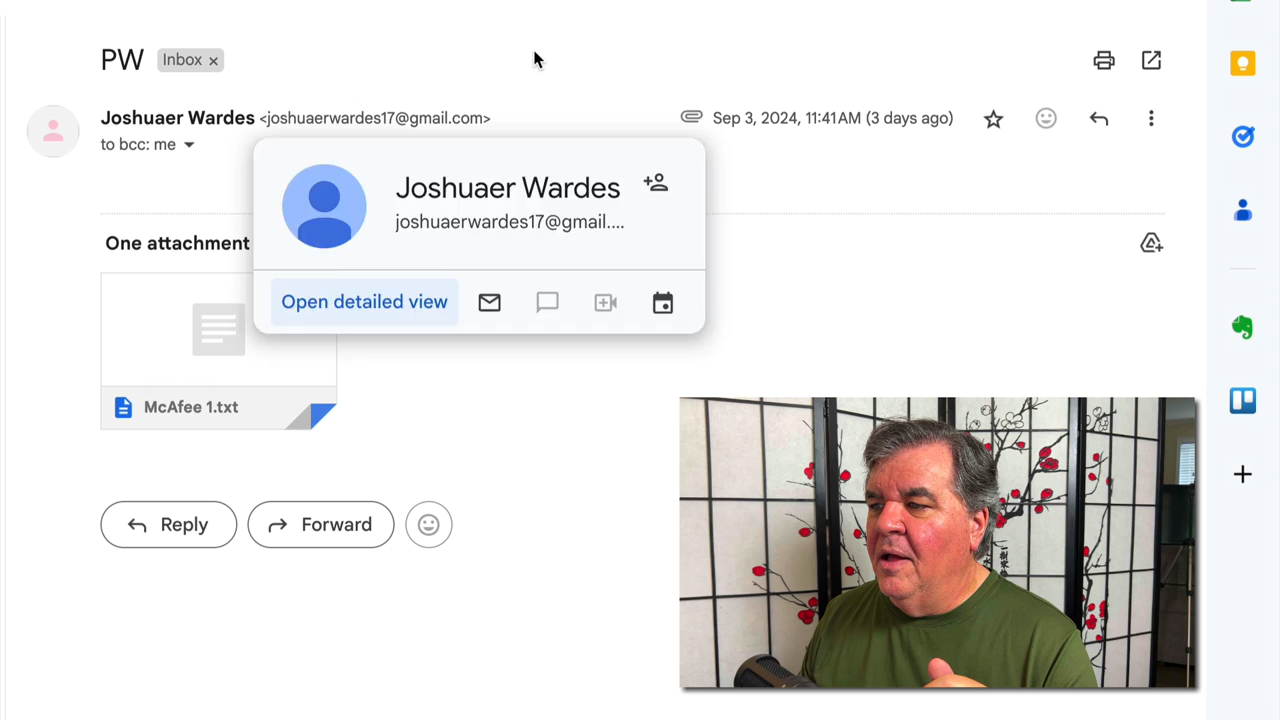 PW Inbox ×
Joshuaer Wardes <joshuaerwardes17@gmail.com> Sep 3, 2024, 11:41 AM (3 days ago)
to bcc: me
Joshuaer Wardes
joshuaerwardes17@gmail....
One attachment
Open detailed view
McAfee 1.txt
Reply Forward